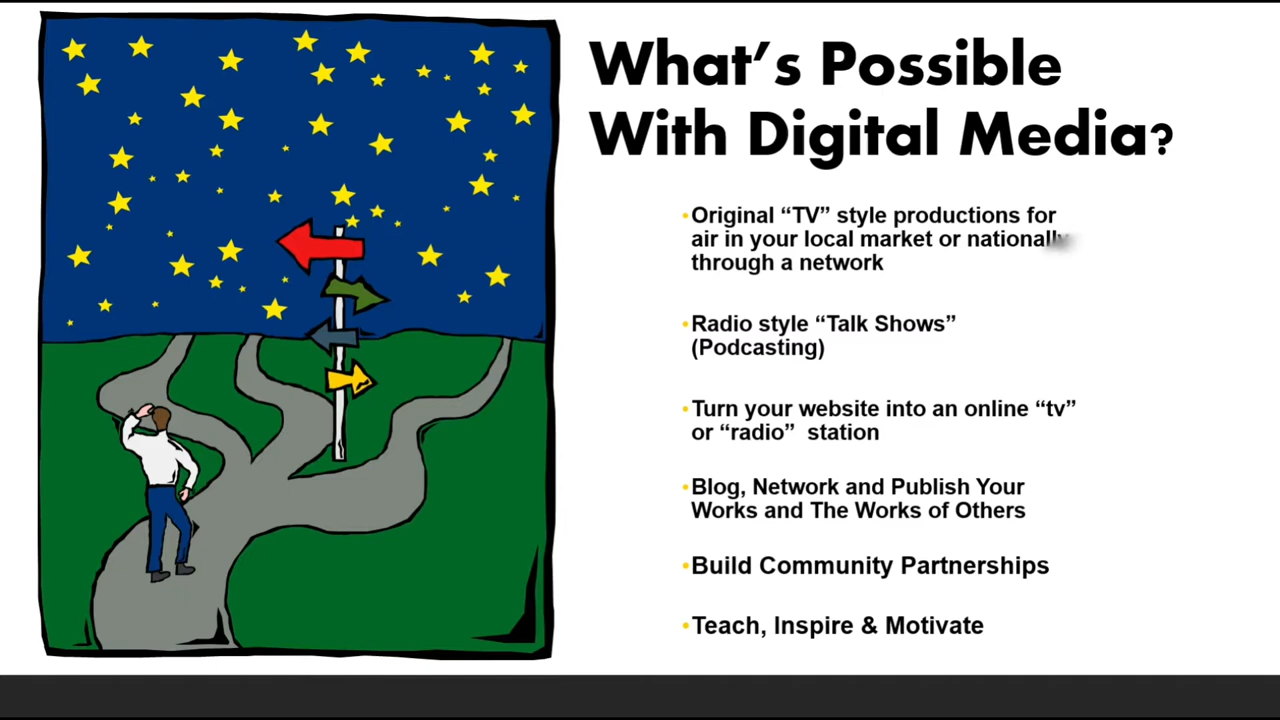 What's Possible
With Digital Media?
•Original “TV” style productions for
air in your local market or nationally
through a network
•Radio style “Talk Shows”
(Podcasting)
•Turn your website into an online “tv”
or “radio”  station
•Blog, Network and Publish Your
Works and The Works of Others
•Build Community Partnerships
•Teach, Inspire & Motivate